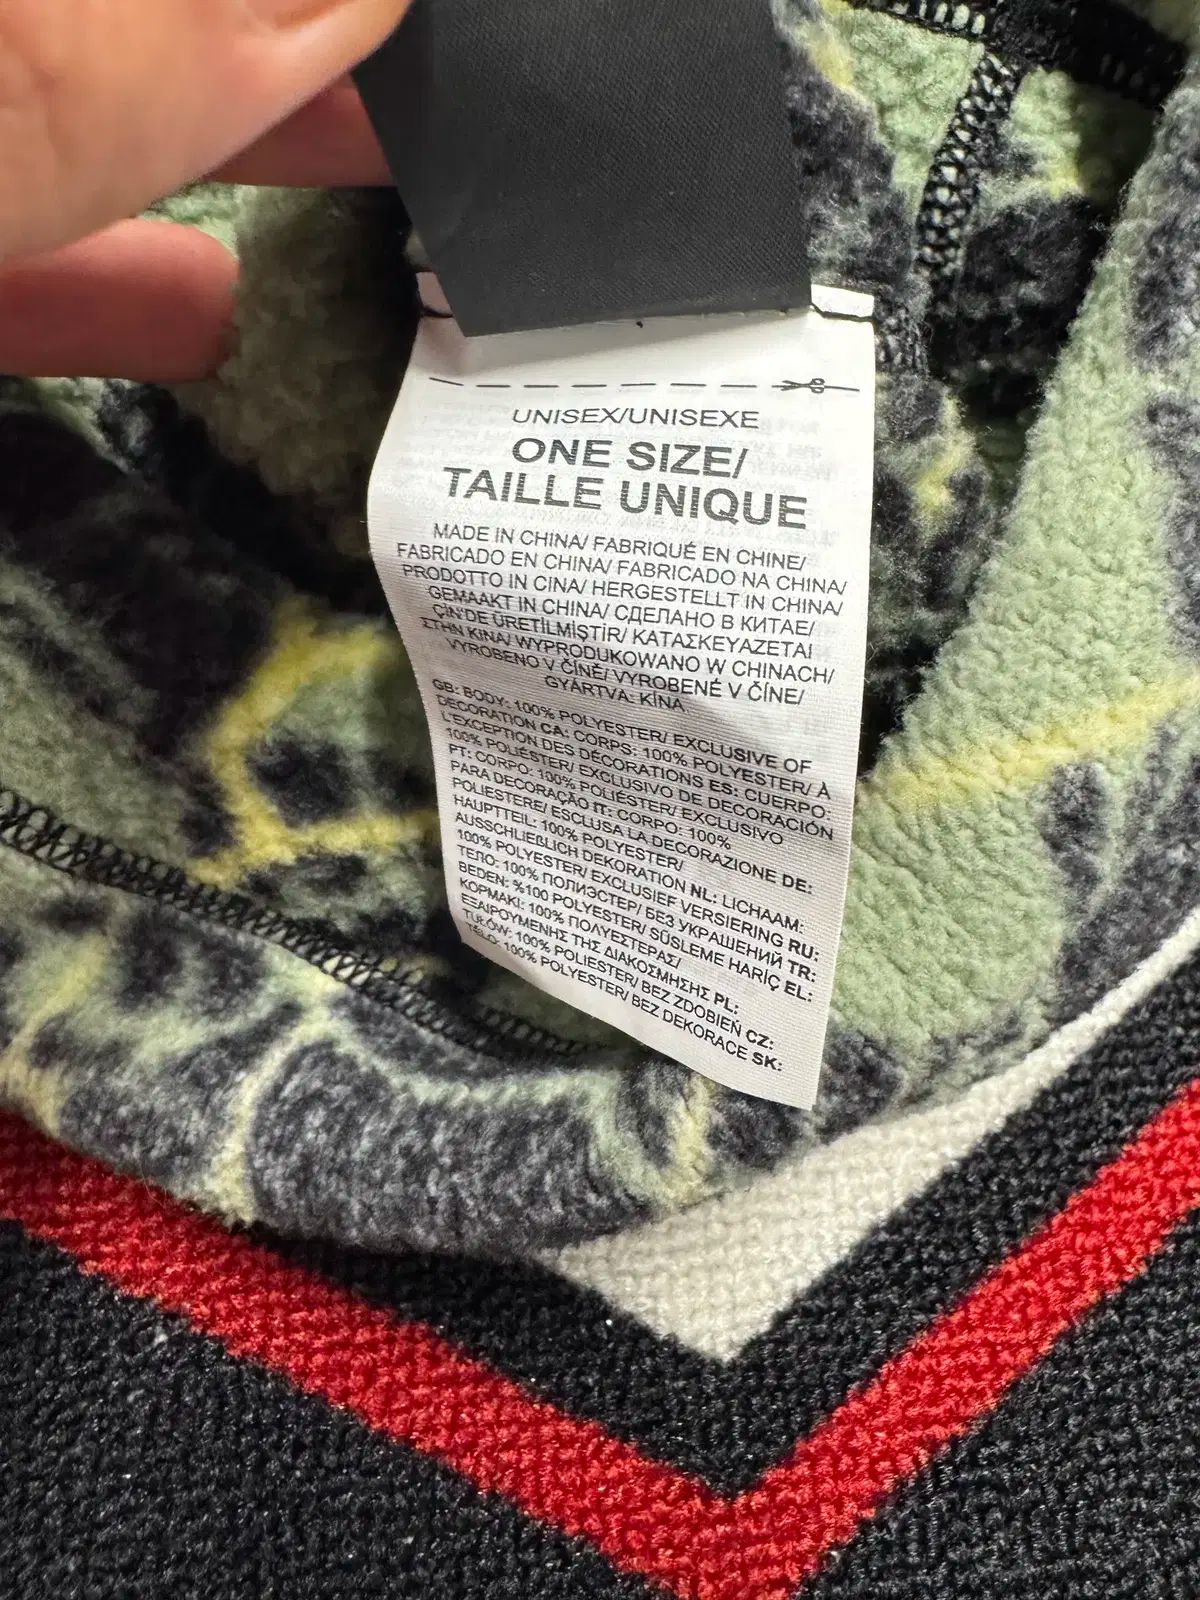 UNISEX/UNISEXE
ONE SIZE/
TAILLE UNIQUE
MADE IN CHINA/ FABRIQUÉ EN CHINE/
FABRICADO EN CHINA/ FABRICADO NA CHINA/
PRODOTTO IN CINA/ HERGESTELLT IN CHINA/
GEMAAKT IN CHINA/ СДЕЛАНО В КИТАЕ/
ÇİN'DE ÜRETİLMİŞTİR/ ΚΑΤΑΣΚΕΥΑΖΕΤΑΙ
ΣΤΗΝ ΚΙΝΑ/ WYPRODUKOWANO W CHINACH/
VYROBENO V ČÍNĚ/ VYROBENÉ V ČÍNE/
GYÁRTVA: KÍNA
GB: BODY: 100% POLYESTER/ EXCLUSIVE OF
DECORATION CA: CORPS: 100% POLYESTER/ À
L'EXCEPTION DES DÉCORATIONS ES: CUERPO:
100% POLIÉSTER/ EXCLUSIVO DE DECORACIÓN
PT: CORPO: 100% POLIÉSTER/ EXCLUSIVO
PARA DECORAÇÃO IT: CORPO: 100%
POLIESTERE/ ESCLUSA LA DECORAZIONE DE:
HAUPTTEIL: 100% POLYESTER/
AUSSCHLIEßLICH DEKORATION NL: LICHAAM:
100% POLYESTER/ EXCLUSIEF VERSIERING RU:
ТЕЛО: 100% ПОЛИЭСТЕР/ БЕЗ УКРАШЕНИЙ TR:
BEDEN: %100 POLYESTER/ SÜSLEME HARİÇ EL:
ΚΟΡΜΑΚΙ: 100% ΠΟΛΥΕΣΤΕΡΑΣ/
ΕΞΑΙΡΟΥΜΕΝΗΣ ΤΗΣ ΔΙΑΚΟΣΜΗΣΗΣ PL:
TUŁÓW: 100% POLIESTER/ BEZ ZDOBIEŃ CZ:
TĚLO: 100% POLYESTER/ BEZ DEKORACE SK: